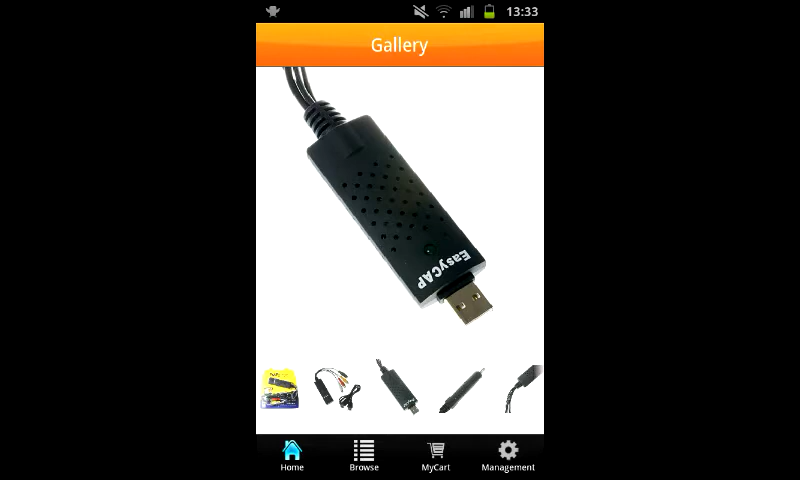 13:33
Gallery
EasyCAP
Home
Browse
MyCart
Management